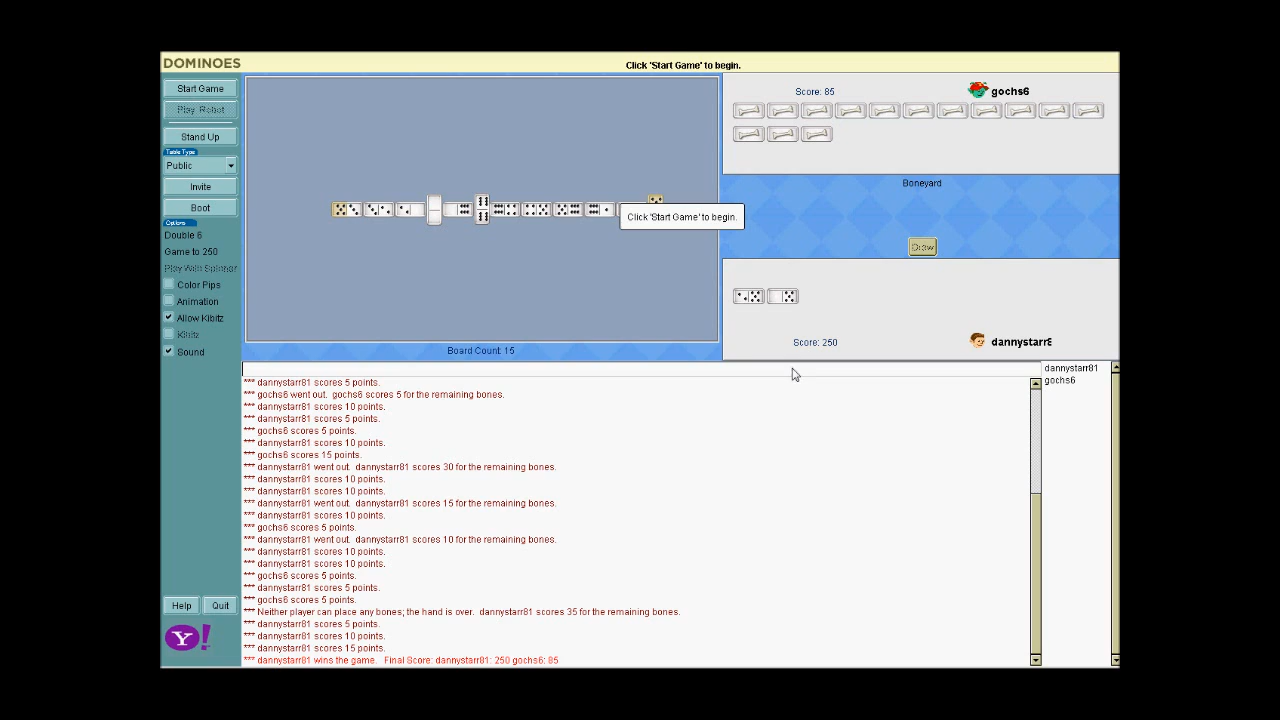 DOMINOES
Click 'Start Game' to begin.
Start Game
Play Robot
Stand Up
Table Type
Public
Invite
Boot
Options
Double 6
Game to 250
Play With Spinner
Color Pips
Animation
Allow Kibitz
Kibitz
Sound
Help
Quit
Y!
Click 'Start Game' to begin.
Board Count: 15
Score: 85
gochs6
Boneyard
Draw
Score: 250
dannystarr8
dannystarr81
gochs6
*** dannystarr81 scores 5 points.
*** gochs6 went out. gochs6 scores 5 for the remaining bones.
*** dannystarr81 scores 10 points.
*** dannystarr81 scores 5 points.
*** gochs6 scores 5 points.
*** dannystarr81 scores 10 points.
*** gochs6 scores 15 points.
*** dannystarr81 went out. dannystarr81 scores 30 for the remaining bones.
*** dannystarr81 scores 10 points.
*** dannystarr81 scores 10 points.
*** dannystarr81 went out. dannystarr81 scores 15 for the remaining bones.
*** dannystarr81 scores 10 points.
*** gochs6 scores 5 points.
*** dannystarr81 went out. dannystarr81 scores 10 for the remaining bones.
*** dannystarr81 scores 10 points.
*** dannystarr81 scores 10 points.
*** gochs6 scores 5 points.
*** dannystarr81 scores 5 points.
*** gochs6 scores 5 points.
*** Neither player can place any bones; the hand is over. dannystarr81 scores 35 for the remaining bones.
*** dannystarr81 scores 5 points.
*** dannystarr81 scores 10 points.
*** dannystarr81 scores 15 points.
*** dannystarr81 wins the game. Final Score: dannystarr81: 250 gochs6: 85